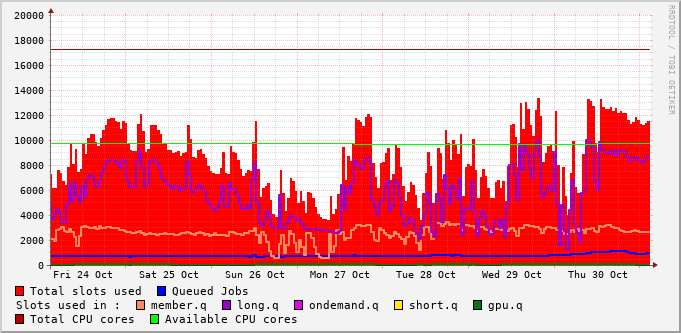 RRDTOOL / TOBI OETIKER
20000
18000
16000
14000
12000
10000
8000
6000
4000
2000
0
Fri 24 Oct Sat 25 Oct Sun 26 Oct Mon 27 Oct Tue 28 Oct Wed 29 Oct Thu 30 Oct
Total slots used Queued Jobs
Slots used in : member.q long.q ondemand.q short.q gpu.q
Total CPU cores Available CPU cores